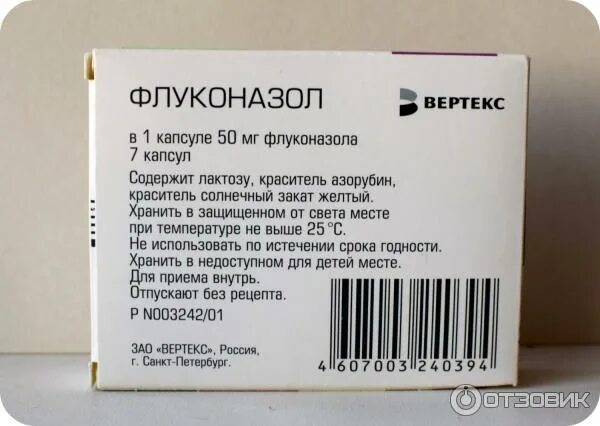 ФЛУКОНАЗОЛ
ВЕРТЕКС
в 1 капсуле 50 мг флуконазола
7 капсул
Содержит лактозу, краситель азорубин,
краситель солнечный закат желтый.
Хранить в защищенном от света месте
при температуре не выше 25 °С.
Не использовать по истечении срока годности.
Хранить в недоступном для детей месте.
Для приема внутрь.
Отпускают без рецепта.
Р N003242/01
ЗАО «ВЕРТЕКС», Россия,
г. Санкт-Петербург.
4 607003 240394
ОТЗОВИК